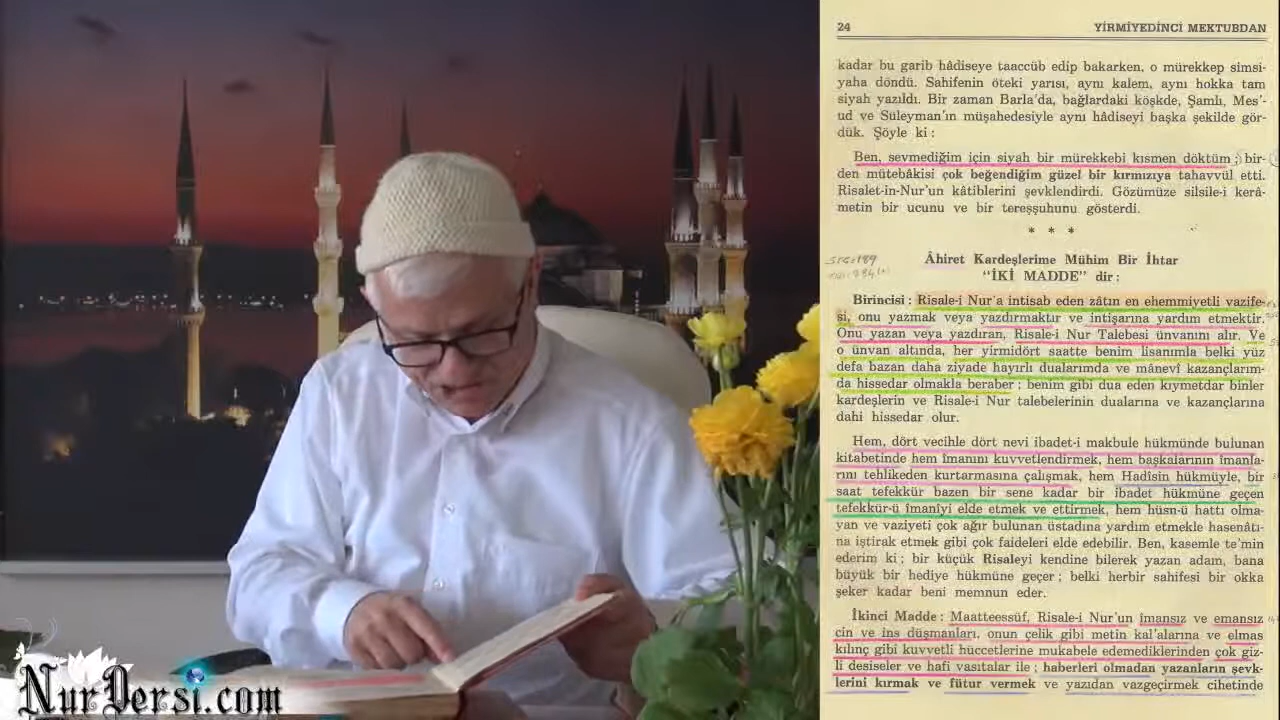 24 YİRMİYEDİNCİ MEKTUBDAN
kadar bu garib hâdiseye taaccüb edip bakarken, o mürekkep simsi-
yaha döndü. Sahifenin öteki yarısı, aynı kalem, aynı hokka tam
siyah yazıldı. Bir zaman Barla'da, bağlardaki köşkde, Şamlı, Mes'-
ud ve Süleyman'ın müşahedesiyle aynı hâdiseyi başka şekilde gör-
dük. Şöyle ki :
Ben, sevmediğim için siyah bir mürekkebi kısmen döktüm ; bir-
den mütebâkisi çok beğendiğim güzel bir kırmızıya tahavvül etti.
Risalet-in-Nur'un kâtiblerini şevklendirdi. Gözümüze silsile-i kerâ-
metin bir ucunu ve bir tereşşuhunu gösterdi.
* * *
Âhiret Kardeşlerime Mühim Bir İhtar
"İKİ MADDE" dir :
Birincisi : Risale-i Nur'a intisab eden zâtın en ehemmiyetli vazife-
si, onu yazmak veya yazdırmaktır ve intişarına yardım etmektir.
Onu yazan veya yazdıran, Risale-i Nur Talebesi ünvanını alır. Ve
o ünvan altında, her yirmidört saatte benim lisanımla belki yüz
defa bazan daha ziyade hayırlı dualarımda ve mânevî kazançlarım-
da hissedar olmakla beraber ; benim gibi dua eden kıymetdar binler
kardeşlerin ve Risale-i Nur talebelerinin dualarına ve kazançlarına
dahi hissedar olur.
Hem, dört vecihle dört nevi ibadet-i makbule hükmünde bulunan
kitabetinde hem îmanını kuvvetlendirmek, hem başkalarının îmanla-
rını tehlikeden kurtarmasına çalışmak, hem Hadîsin hükmüyle, bir
saat tefekkür bazen bir sene kadar bir ibadet hükmüne geçen
tefekkür-ü îmanîyi elde etmek ve ettirmek, hem hüsn-ü hattı olma-
yan ve vaziyeti çok ağır bulunan üstadına yardım etmekle hasenâtı-
na iştirak etmek gibi çok faideleri elde edebilir. Ben, kasemle te'min
ederim ki ; bir küçük Risaleyi kendine bilerek yazan adam, bana
büyük bir hediye hükmüne geçer ; belki herbir sahifesi bir okka
şeker kadar beni memnun eder.
İkinci Madde : Maatteessüf, Risale-i Nur'un îmansız ve emansız
cin ve ins düşmanları, onun çelik gibi metin kal'alarına ve elmas
kılınç gibi kuvvetli hüccetlerine mukabele edemediklerinden çok giz-
li desiseler ve hafi vasıtalar ile ; haberleri olmadan yazanların şevk-
lerini kırmak ve fütur vermek ve yazıdan vazgeçirmek cihetinde
NurDersi.com